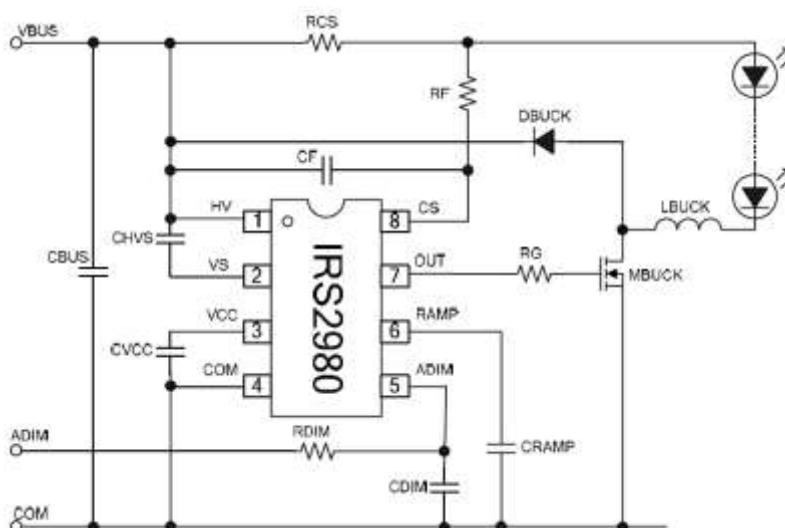 VBUS
RCS
RF
DBUCK
CF
HV
1
8
CS
LBUCK
CHVS
CBUS
VS
2
7
OUT
RG
MBUCK
VCC
3
6
RAMP
CVCC
COM
4
5
ADIM
IRS2980
ADIM
RDIM
CRAMP
CDIM
COM